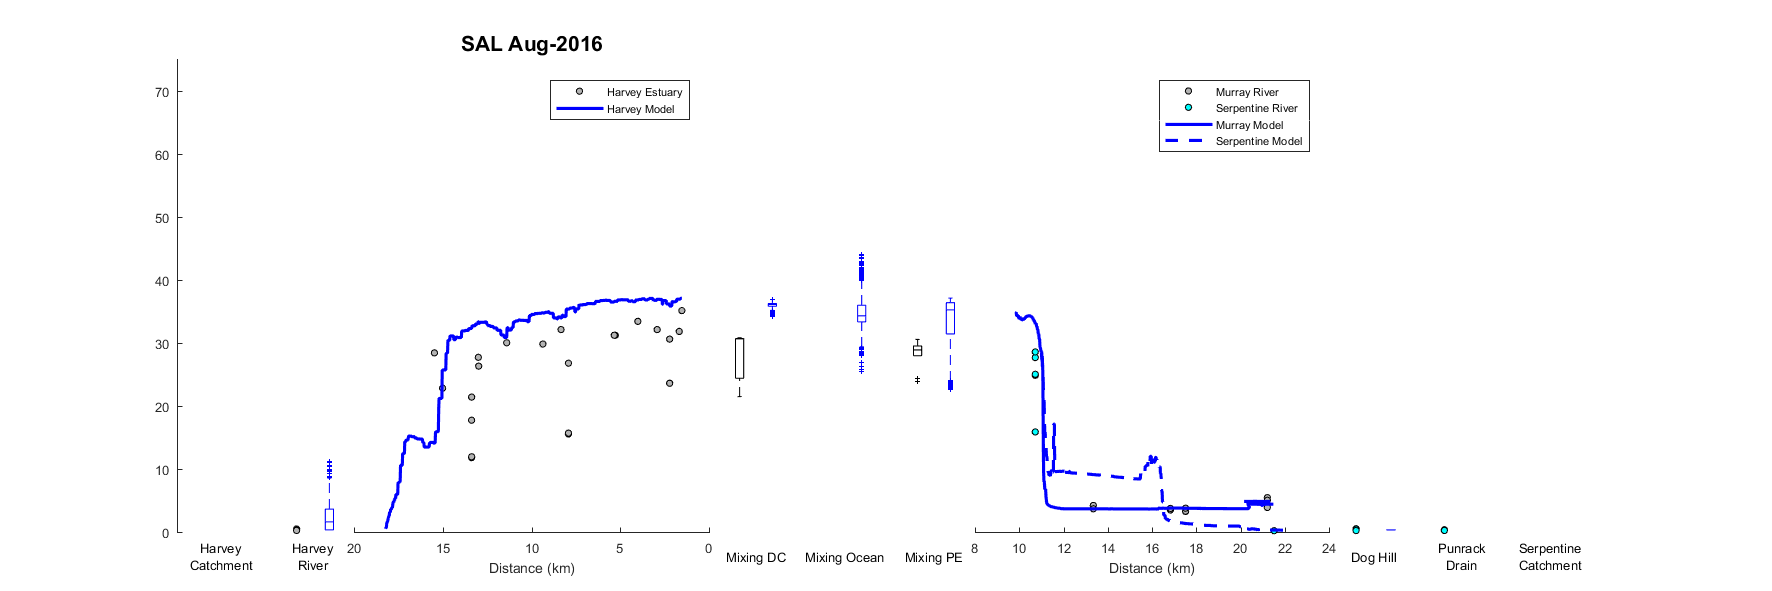 SAL Aug-2016
Harvey Estuary
Harvey Model
Murray River
Serpentine River
Murray Model
Serpentine Model
70
60
50
40
30
20
10
0
20 15 10 5 0
8 10 12 14 16 18 20 22 24
Harvey
Catchment
Harvey
River
Distance (km)
Mixing DC
Mixing Ocean
Mixing PE
Distance (km)
Dog Hill
Punrack
Drain
Serpentine
Catchment